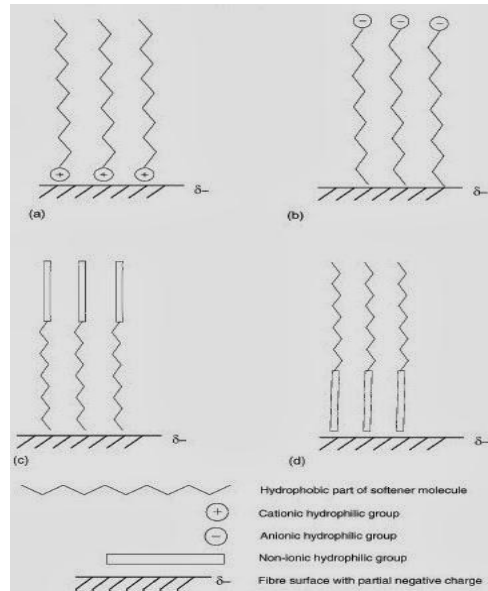 + + +
δ–
(a)
− − −
δ–
(b)
δ–
(c)
δ–
(d)
Hydrophobic part of softener molecule
+ Cationic hydrophilic group
− Anionic hydrophilic group
Non-ionic hydrophilic group
δ– Fibre surface with partial negative charge